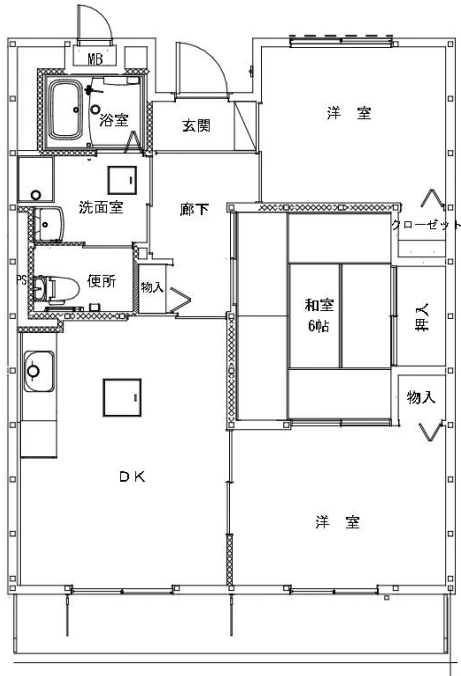 MB
浴室
玄関
洋 室
洗面室
廊下
クローゼット
PS
便所
物入
和室
6帖
押入
物入
DK
洋 室